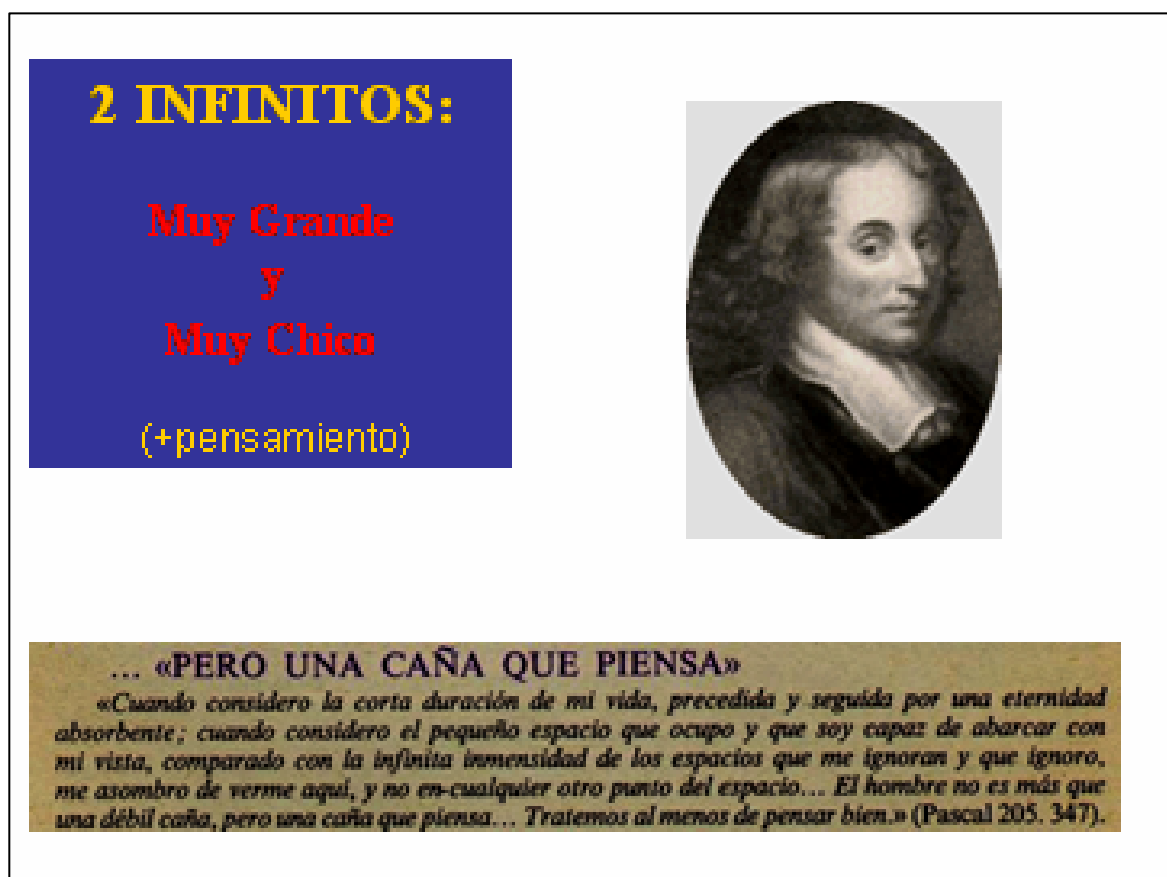 2 INFINITOS:
Muy Grande
y
Muy Chico
(+pensamiento)
... «PERO UNA CAÑA QUE PIENSA»
«Cuando considero la corta duración de mi vida, precedida y seguida por una eternidad
absorbente; cuando considero el pequeño espacio que ocupo y que soy capaz de abarcar con
mi vista, comparado con la infinita inmensidad de los espacios que me ignoran y que ignoro,
me asombro de verme aquí, y no en-cualquier otro punto del espacio... El hombre no es más que
una débil caña, pero una caña que piensa... Tratemos al menos de pensar bien.» (Pascal 205. 347).